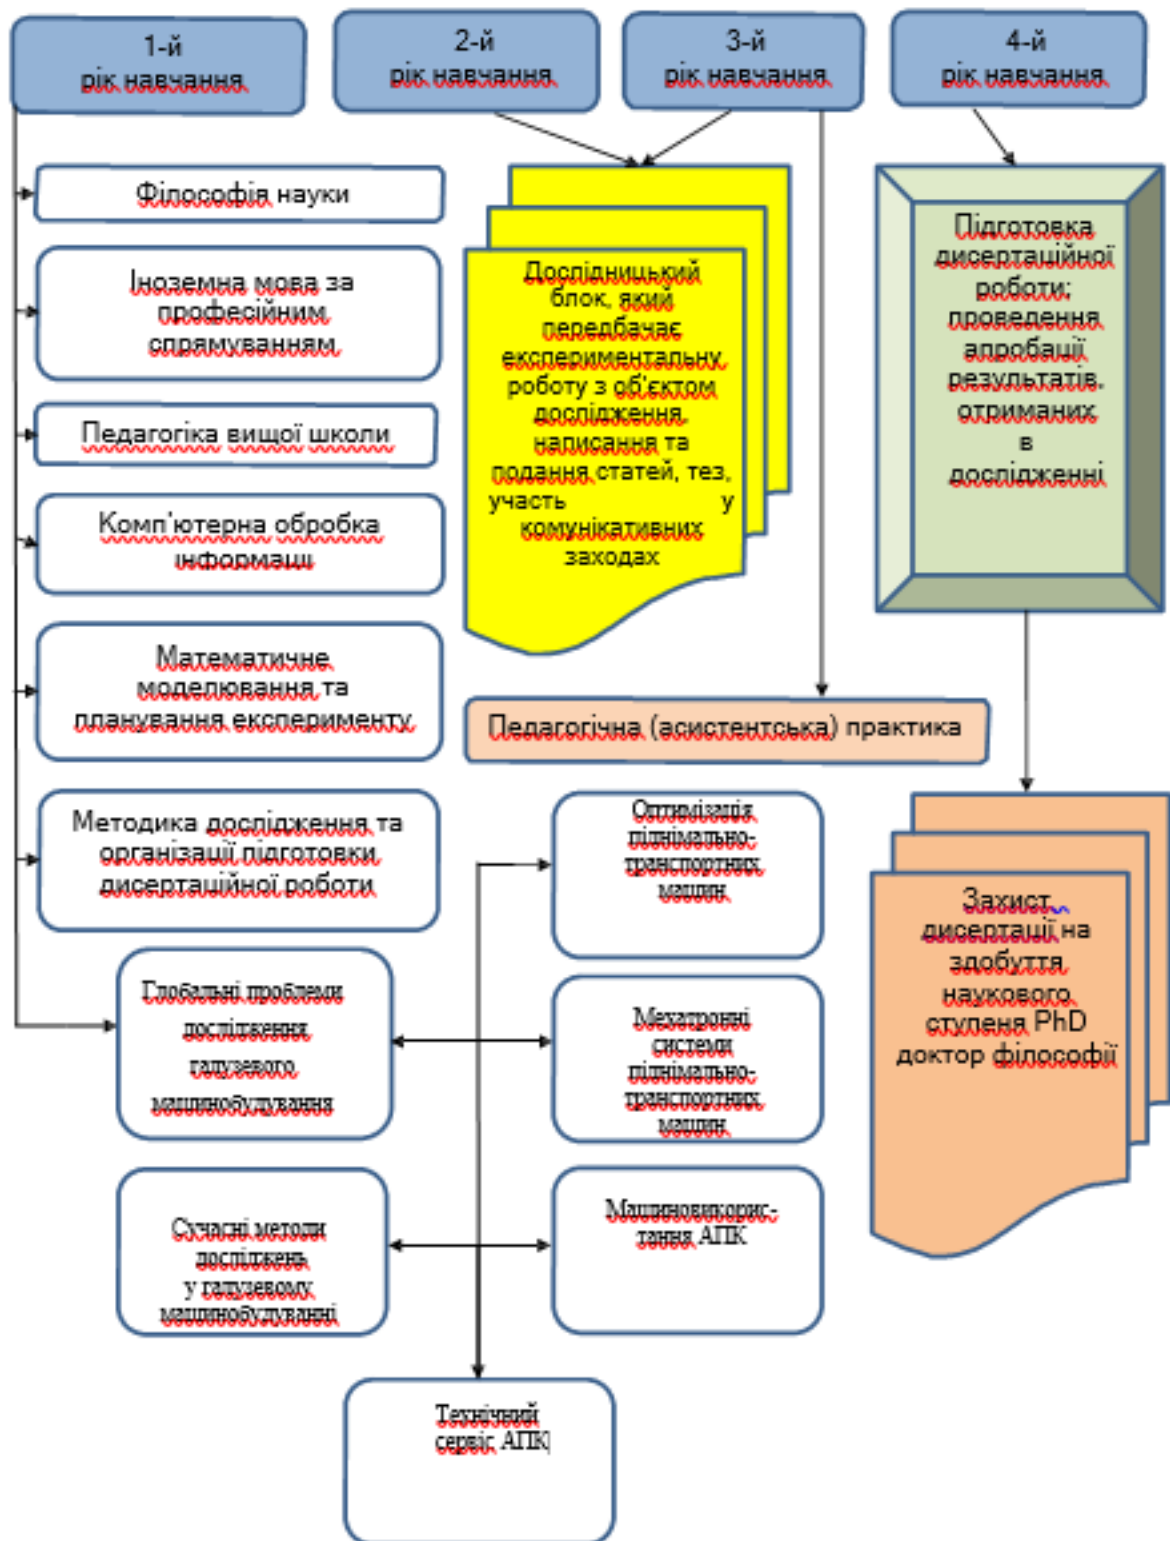 1-й
рік навчання
2-й
рік навчання
3-й
рік навчання
4-й
рік навчання
Філософія науки
Іноземна мова за
професійним
спрямуванням
Педагогіка вищої школи
Комп'ютерна обробка
інформації
Математичне
моделювання та
планування експерименту
Методика дослідження та
організації підготовки
дисертаційної роботи
Глобальні проблеми
дослідження
галузевого
машинобудування
Сучасні методи
досліджень
у галузевому
машинобудуванні
Дослідницький
блок, який
передбачає
експериментальну
роботу з об'єктом
дослідження,
написання та
подання статей, тез,
участь у
комунікативних
заходах
Педагогічна (асистентська) практика
Оптимізація
піднімально-
транспортних
машин
Мехатронні
системи
піднімально-
транспортних
машин
Машиновикорис-
тання АПК
Технічний
сервіс АПК
Підготовка
дисертаційної
роботи;
проведення
апробації
результатів,
отриманих
в
дослідженні
Захист
дисертації на
здобуття
наукового
ступеня PhD
доктор філософії